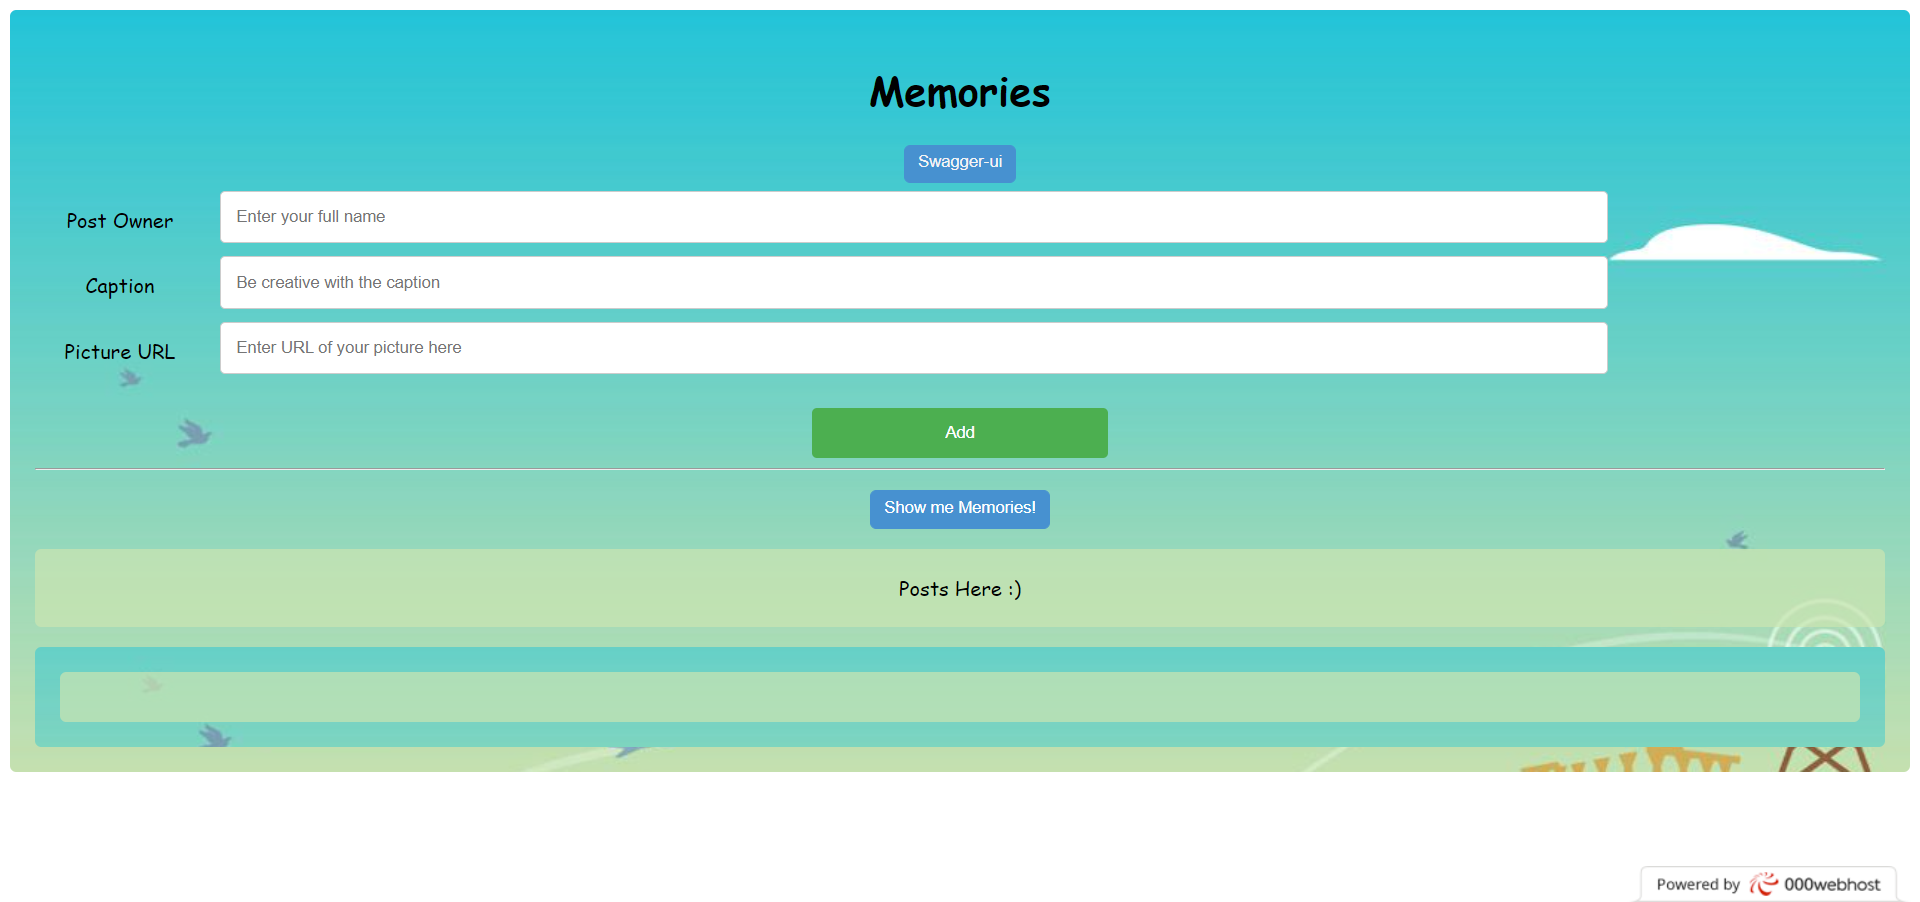 Memories
Swagger-ui
Post Owner
Enter your full name
Caption
Be creative with the caption
Picture URL
Enter URL of your picture here
Add
Show me Memories!
Posts Here :)
Powered by 000webhost